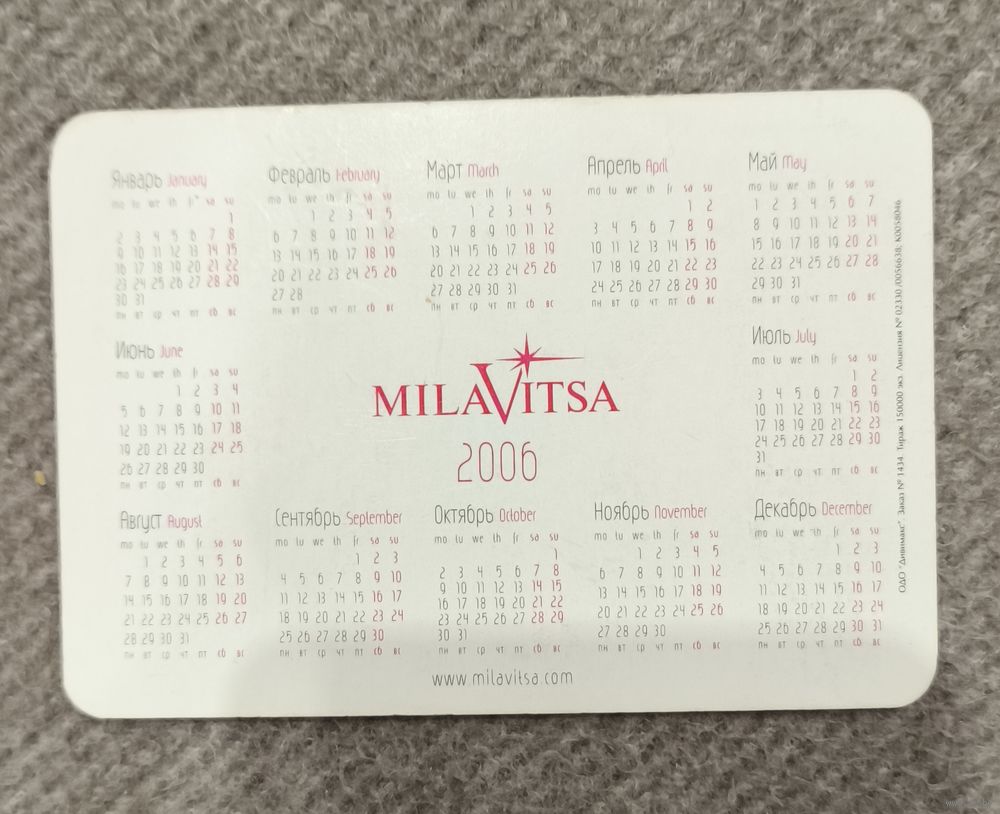 Январь January
mo tu we th fr sa su
1
2 3 4 5 6 7 8
9 10 11 12 13 14 15
16 17 18 19 20 21 22
23 24 25 26 27 28 29
30 31
пн вт ср чт пт сб вс
Февраль February
mo tu we th fr sa su
1 2 3 4 5
6 7 8 9 10 11 12
13 14 15 16 17 18 19
20 21 22 23 24 25 26
27 28
пн вт ср чт пт сб вс
Март March
mo tu we th fr sa su
1 2 3 4 5
6 7 8 9 10 11 12
13 14 15 16 17 18 19
20 21 22 23 24 25 26
27 28 29 30 31
пн вт ср чт пт сб вс
Апрель April
mo tu we th fr sa su
1 2
3 4 5 6 7 8 9
10 11 12 13 14 15 16
17 18 19 20 21 22 23
24 25 26 27 28 29 30
пн вт ср чт пт сб вс
Май May
mo tu we th fr sa su
1 2 3 4 5 6 7
8 9 10 11 12 13 14
15 16 17 18 19 20 21
22 23 24 25 26 27 28
29 30 31
пн вт ср чт пт сб вс
Июнь June
mo tu we th fr sa su
1 2 3 4
5 6 7 8 9 10 11
12 13 14 15 16 17 18
19 20 21 22 23 24 25
26 27 28 29 30
пн вт ср чт пт сб вс
MILAVITSA
2006
Июль July
mo tu we th fr sa su
1 2
3 4 5 6 7 8 9
10 11 12 13 14 15 16
17 18 19 20 21 22 23
24 25 26 27 28 29 30
31
пн вт ср чт пт сб вс
Август August
mo tu we th fr sa su
1 2 3 4 5 6
7 8 9 10 11 12 13
14 15 16 17 18 19 20
21 22 23 24 25 26 27
28 29 30 31
пн вт ср чт пт сб вс
Сентябрь September
mo tu we th fr sa su
1 2 3
4 5 6 7 8 9 10
11 12 13 14 15 16 17
18 19 20 21 22 23 24
25 26 27 28 29 30
пн вт ср чт пт сб вс
Октябрь October
mo tu we th fr sa su
1
2 3 4 5 6 7 8
9 10 11 12 13 14 15
16 17 18 19 20 21 22
23 24 25 26 27 28 29
30 31
пн вт ср чт пт сб вс
Ноябрь November
mo tu we th fr sa su
1 2 3 4 5
6 7 8 9 10 11 12
13 14 15 16 17 18 19
20 21 22 23 24 25 26
27 28 29 30
пн вт ср чт пт сб вс
Декабрь December
mo tu we th fr sa su
1 2 3
4 5 6 7 8 9 10
11 12 13 14 15 16 17
18 19 20 21 22 23 24
25 26 27 28 29 30 31
пн вт ср чт пт сб вс
www.milavitsa.com
ОДО "Дивимакс". Заказ № 1434. Тираж 150000 экз. Лицензия № 02330/0056638; К0058046